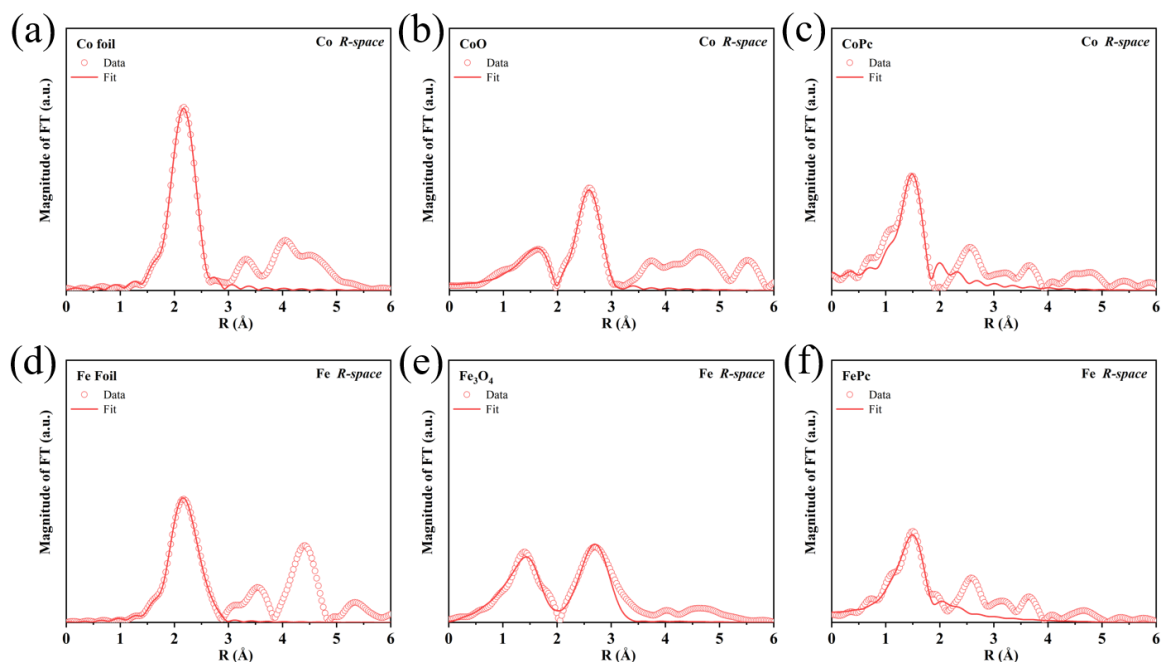 (a)
Co foil
Co R-space
Data
Fit
Magnitude of FT (a.u.)
0 1 2 3 4 5 6
R (Å)
(b)
CoO
Co R-space
Data
Fit
Magnitude of FT (a.u.)
0 1 2 3 4 5 6
R (Å)
(c)
CoPc
Co R-space
Data
Fit
Magnitude of FT (a.u.)
0 1 2 3 4 5 6
R (Å)
(d)
Fe Foil
Fe R-space
Data
Fit
Magnitude of FT (a.u.)
0 1 2 3 4 5 6
R (Å)
(e)
Fe₃O₄
Fe R-space
Data
Fit
Magnitude of FT (a.u.)
0 1 2 3 4 5 6
R (Å)
(f)
FePc
Fe R-space
Data
Fit
Magnitude of FT (a.u.)
0 1 2 3 4 5 6
R (Å)